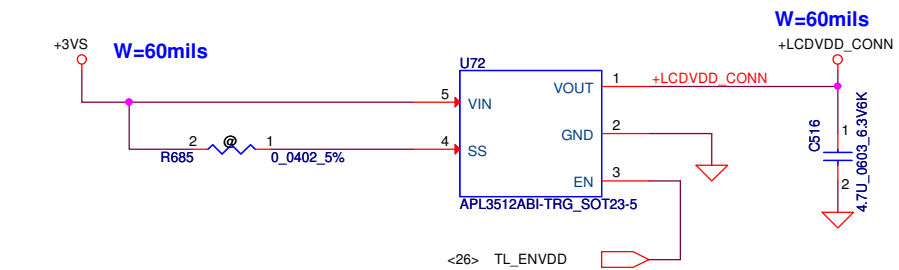 W=60mils
+3VS
W=60mils
+LCDVDD_CONN
U72
5
VIN
VOUT
1
+LCDVDD_CONN
GND
2
2
@
1
4
SS
R685
0_0402_5%
EN
3
APL3512ABI-TRG_SOT23-5
C516
1
2
4.7U_0603_6.3V6K
<26> TL_ENVDD